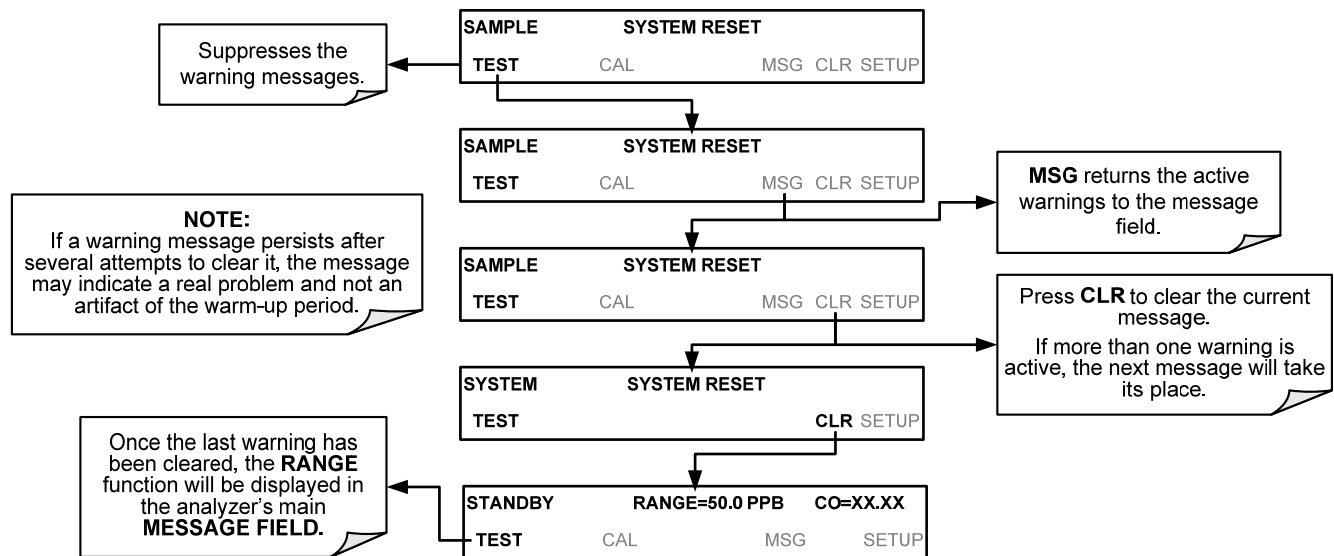 SAMPLE SYSTEM RESET
TEST CAL MSG CLR SETUP
Suppresses the
warning messages.
SAMPLE SYSTEM RESET
TEST CAL MSG CLR SETUP
MSG returns the active
warnings to the message
field.
NOTE:
If a warning message persists after
several attempts to clear it, the message
may indicate a real problem and not an
artifact of the warm-up period.
SAMPLE SYSTEM RESET
TEST CAL MSG CLR SETUP
Press CLR to clear the current
message.
If more than one warning is
active, the next message will take
its place.
SYSTEM SYSTEM RESET
TEST CLR SETUP
Once the last warning has
been cleared, the RANGE
function will be displayed in
the analyzer's main
MESSAGE FIELD.
STANDBY RANGE=50.0 PPB CO=XX.XX
TEST CAL MSG SETUP